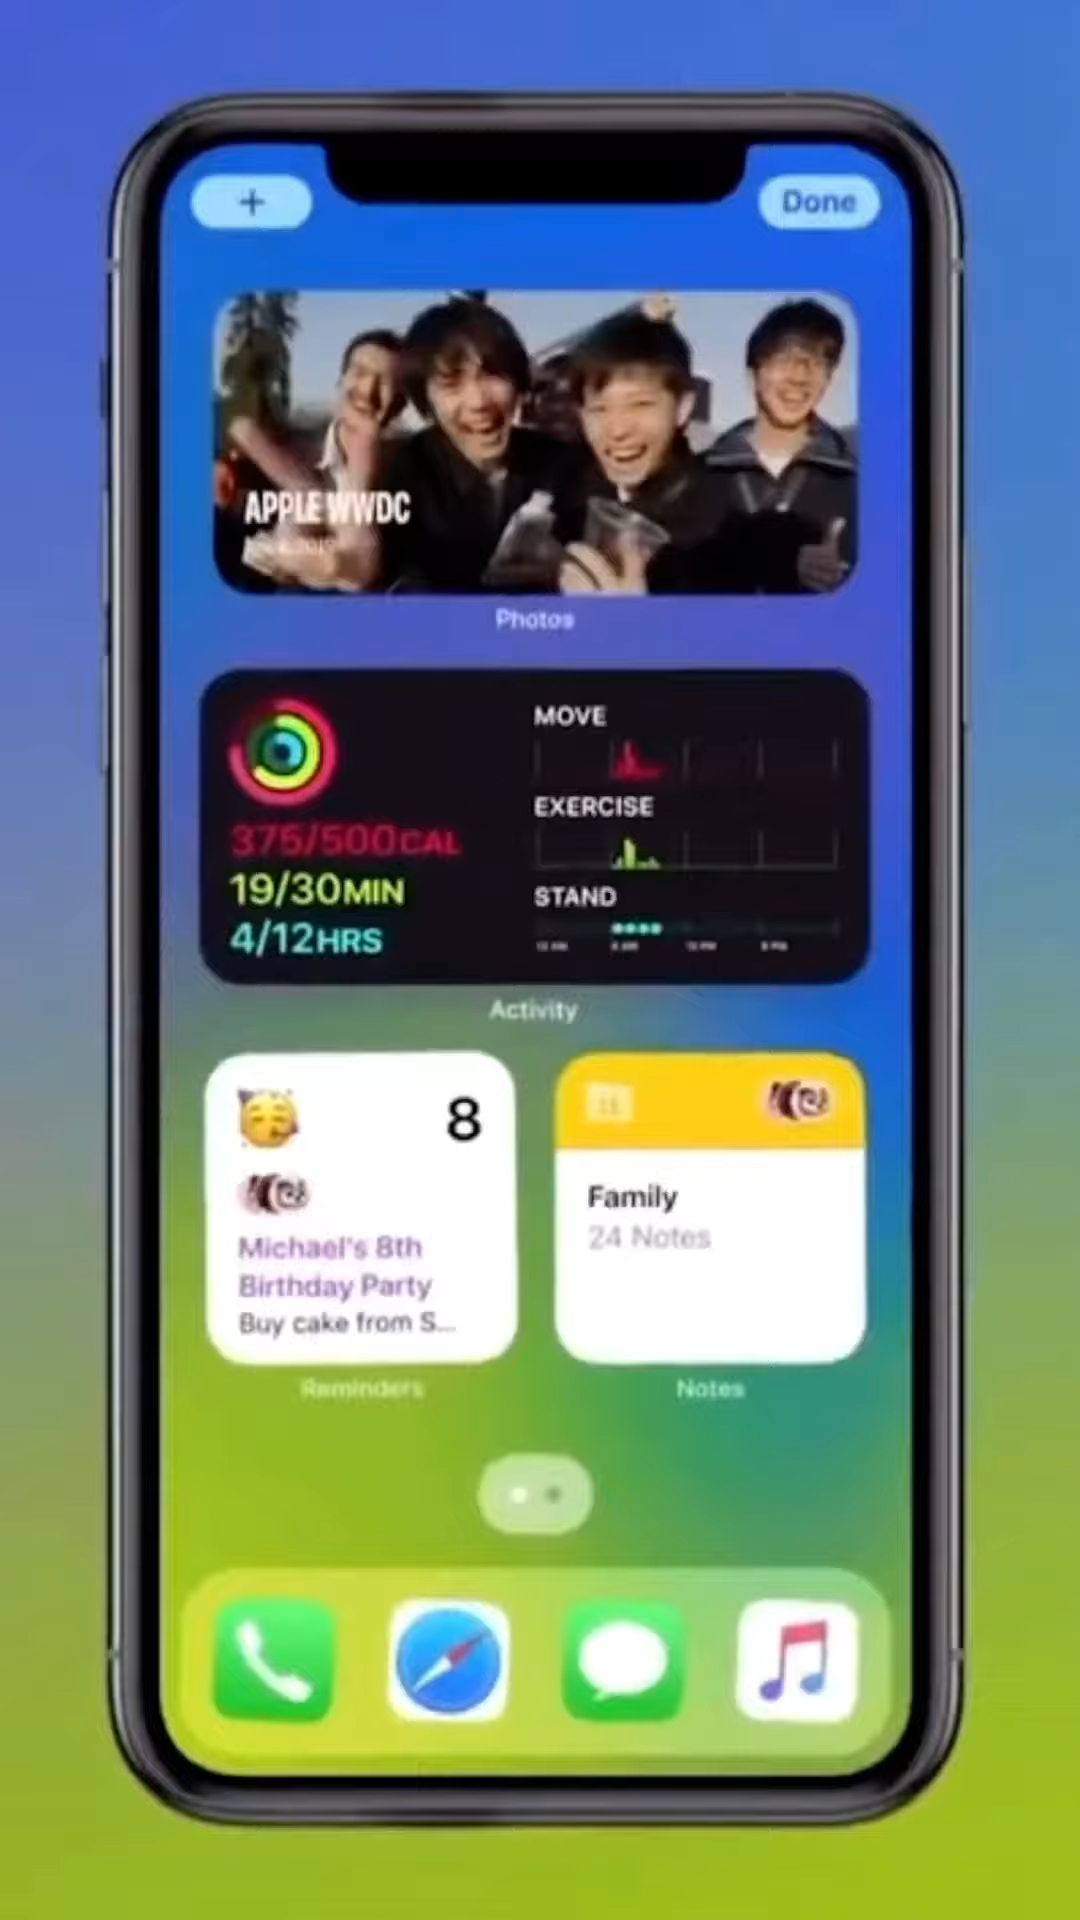 +
Done
APPLE WWDC
Photos
MOVE
375/500CAL
EXERCISE
19/30MIN
STAND
4/12HRS
Activity
8
Michael's 8th
Birthday Party
Buy cake from S...
Reminders
Family
24 Notes
Notes